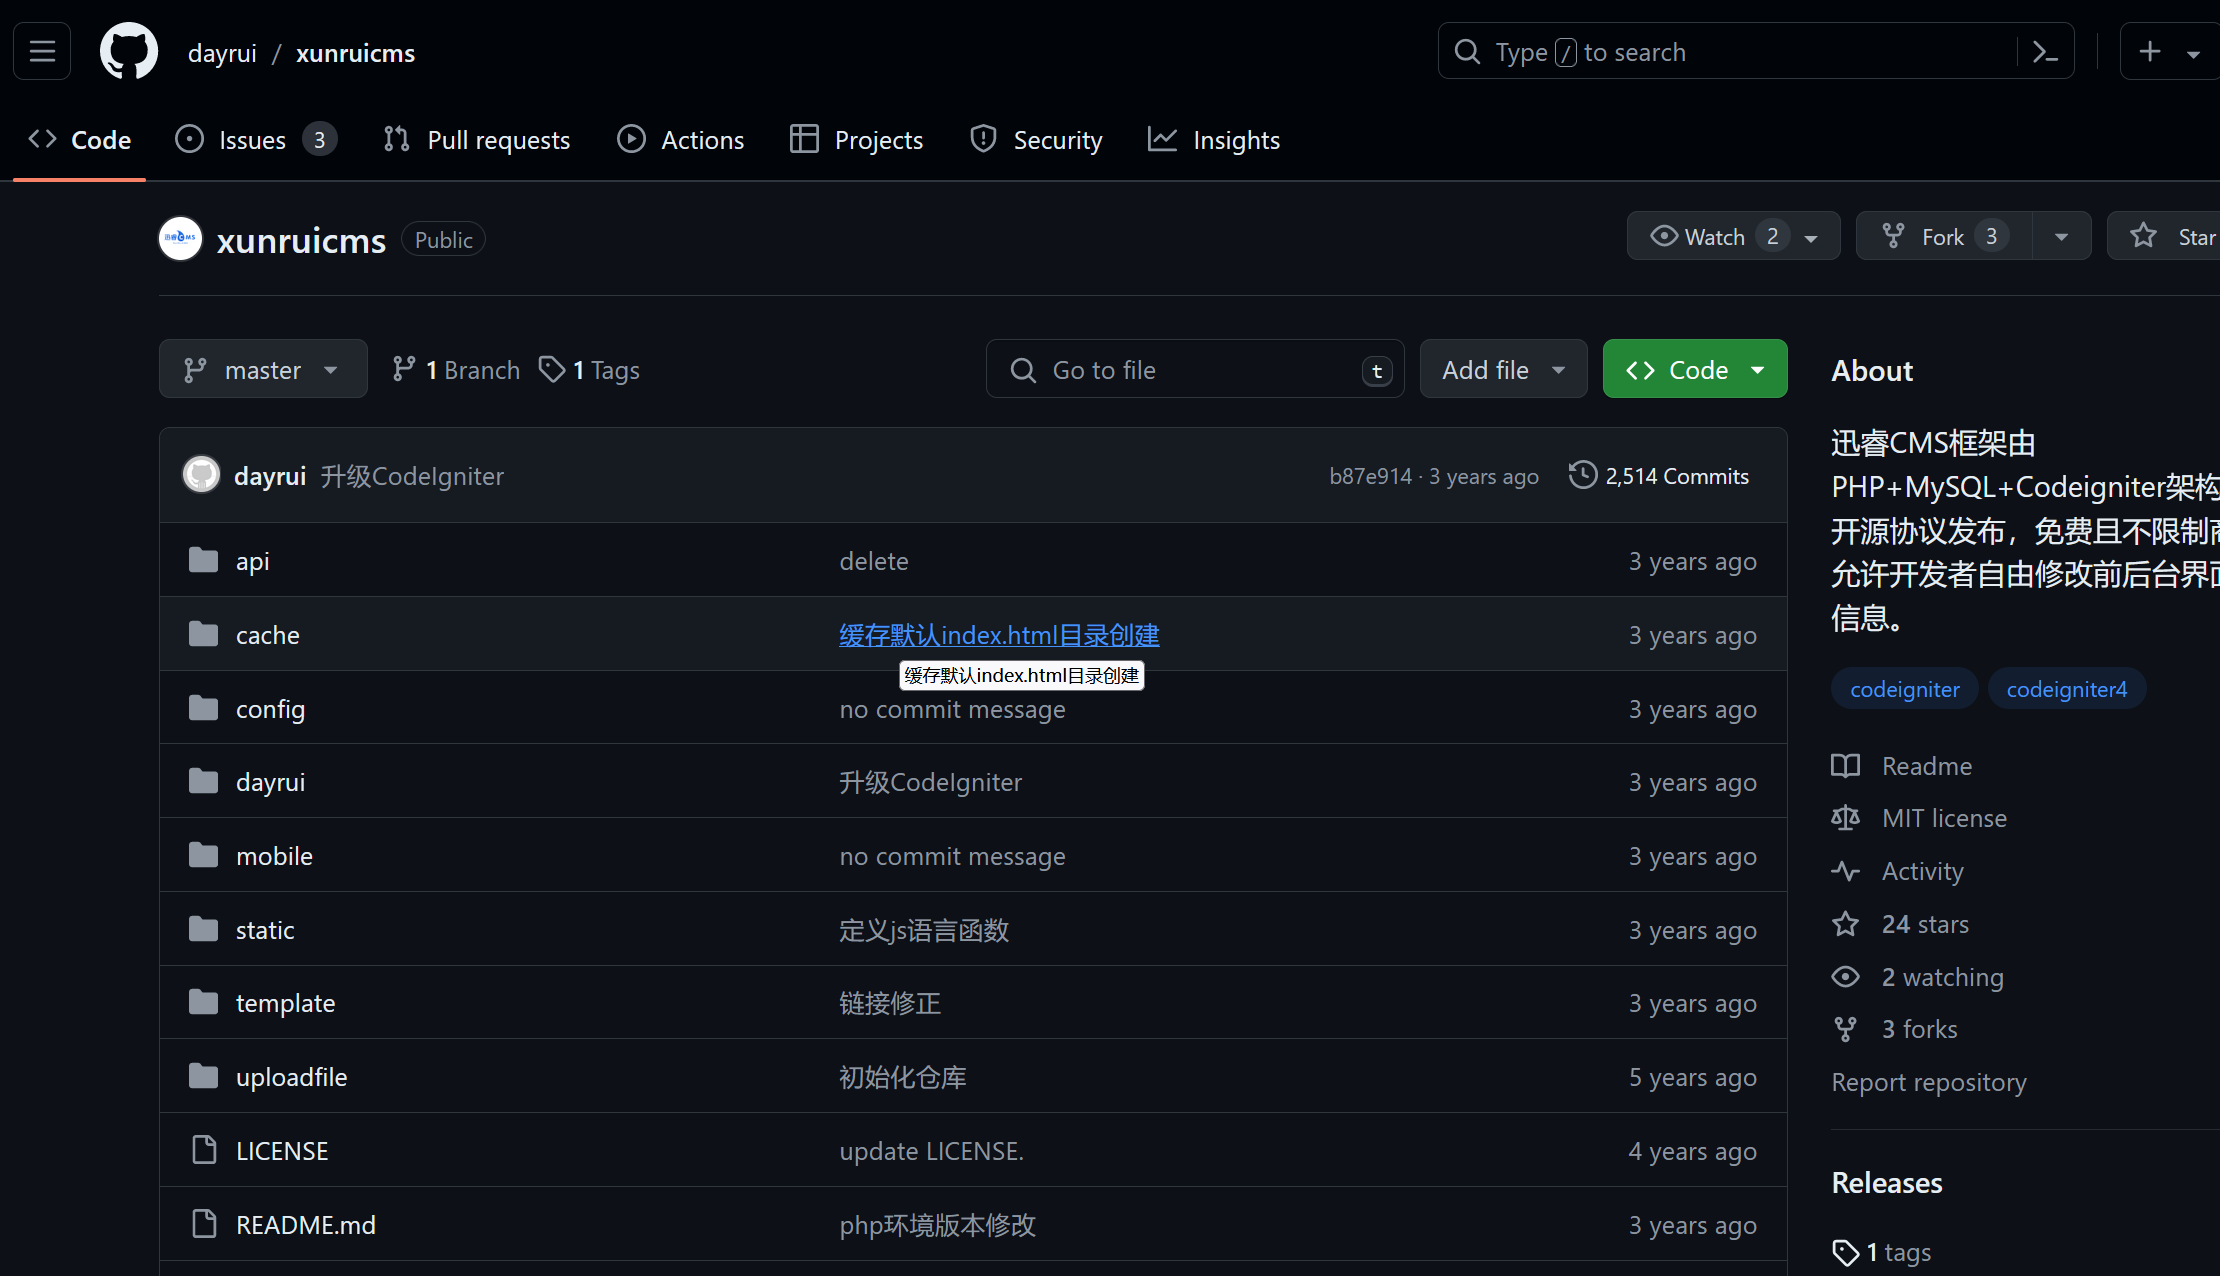 dayrui / xunruicms
Type / to search
Code
Issues 3
Pull requests
Actions
Projects
Security
Insights
xunruicms Public
Watch 2
Fork 3
Star
master
1 Branch
1 Tags
Go to file t
Add file
Code
dayrui 升级CodeIgniter
b87e914 · 3 years ago
2,514 Commits
api delete 3 years ago
cache 缓存默认index.html目录创建 3 years ago
缓存默认index.html目录创建
config no commit message 3 years ago
dayrui 升级CodeIgniter 3 years ago
mobile no commit message 3 years ago
static 定义js语言函数 3 years ago
template 链接修正 3 years ago
uploadfile 初始化仓库 5 years ago
LICENSE update LICENSE. 4 years ago
README.md php环境版本修改 3 years ago
About
迅睿CMS框架由
PHP+MySQL+Codeigniter架构
开源协议发布，免费且不限制商
允许开发者自由修改前后台界面
信息。
codeigniter codeigniter4
Readme
MIT license
Activity
24 stars
2 watching
3 forks
Report repository
Releases
1 tags